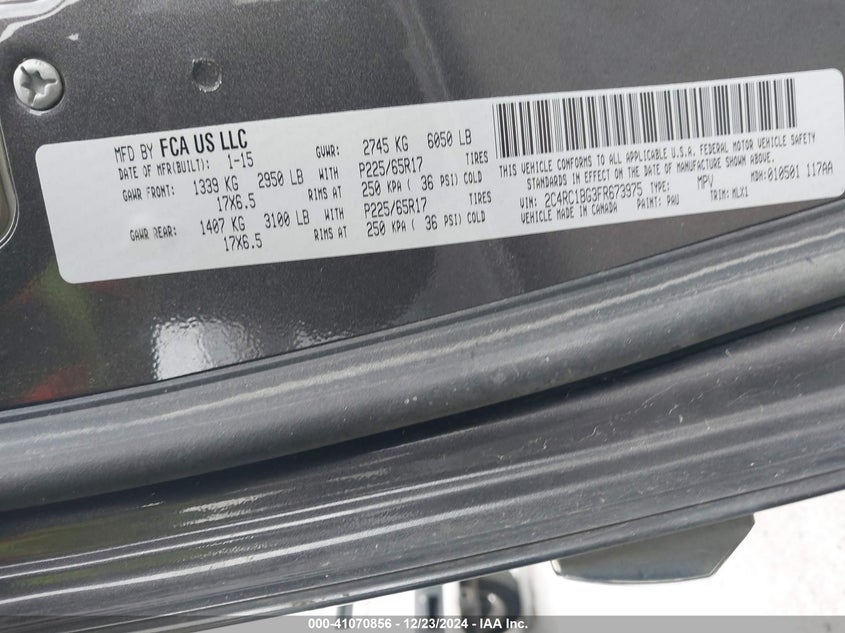 MFD BY FCA US LLC
DATE OF MFR(BUILT): 1-15 GVWR: 2745 KG 6050 LB
GAWR FRONT: 1339 KG 2950 LB WITH P225/65R17 TIRES
17X6.5 RIMS AT 250 KPA ( 36 PSI) COLD
GAWR REAR: 1407 KG 3100 LB WITH P225/65R17 TIRES
17X6.5 RIMS AT 250 KPA ( 36 PSI) COLD
THIS VEHICLE CONFORMS TO ALL APPLICABLE U.S.A. FEDERAL MOTOR VEHICLE SAFETY
STANDARDS IN EFFECT ON THE DATE OF MANUFACTURE SHOWN ABOVE.
VIN: 2C4RC1BG3FR673975 TYPE: MPV MDH: 010501 117AA
VEHICLE MADE IN CANADA PAINT: PAU TRIM: MLX1
000-41070856 | 12/23/2024 | IAA Inc.